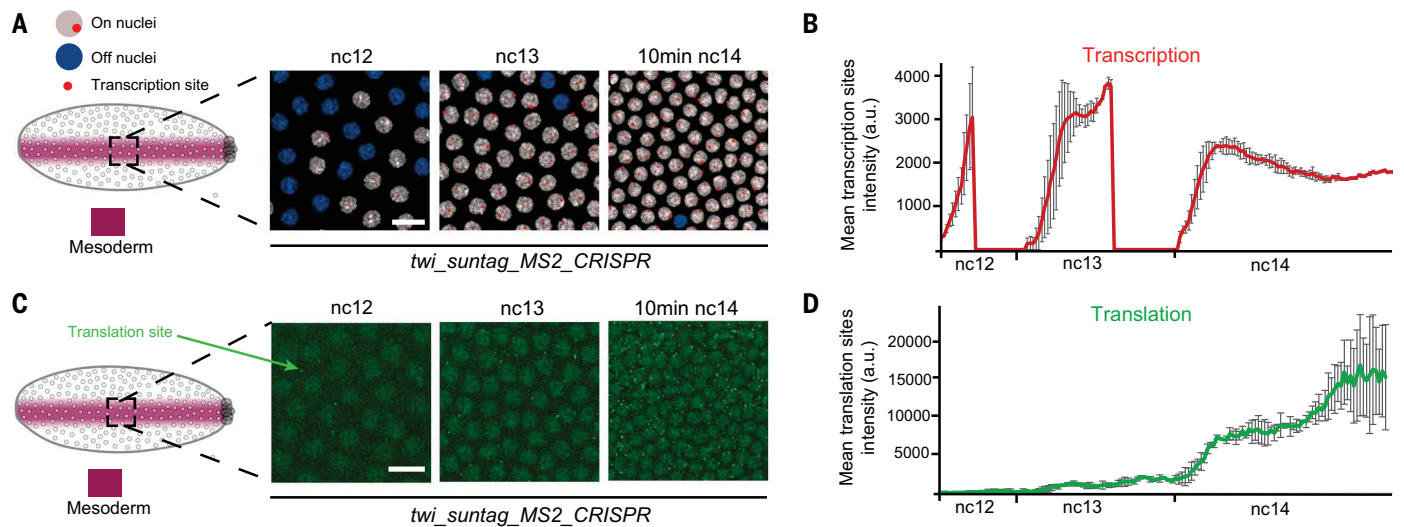 A
On nuclei
Off nuclei
Transcription site
Mesoderm
nc12
nc13
10min nc14
twi_suntag_MS2_CRISPR
B
Transcription
Mean transcription sites
intensity (a.u.)
4000
3000
2000
1000
nc12
nc13
nc14
C
Translation site
Mesoderm
nc12
nc13
10min nc14
twi_suntag_MS2_CRISPR
D
Translation
Mean translation sites
intensity (a.u.)
20000
15000
10000
5000
nc12
nc13
nc14